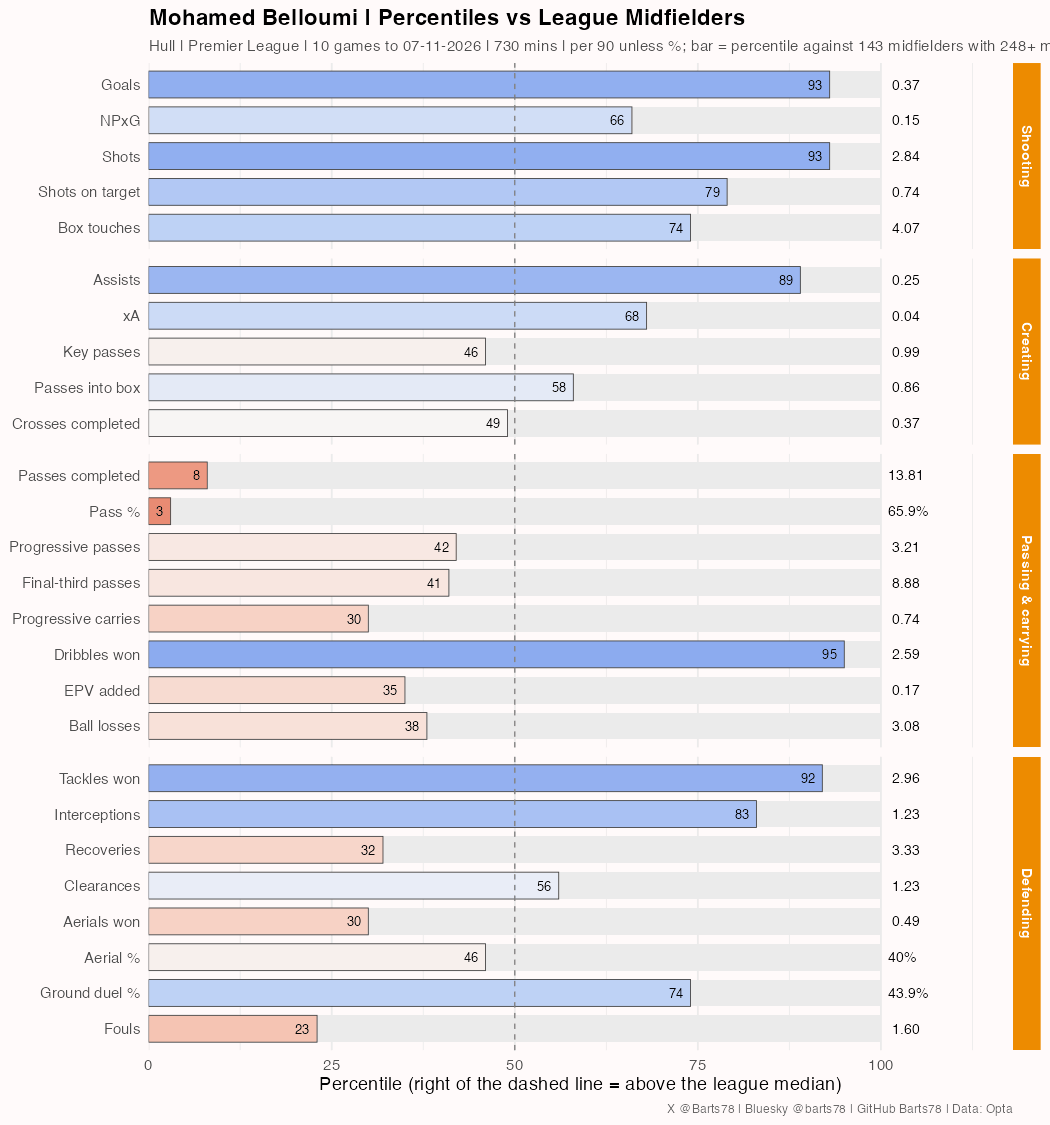 Mohamed Belloumi | Percentiles vs League Midfielders
Hull | Premier League | 10 games to 07-11-2026 | 730 mins | per 90 unless %; bar = percentile against 143 midfielders with 248+ m
Shooting
Goals 93 0.37
NPxG 66 0.15
Shots 93 2.84
Shots on target 79 0.74
Box touches 74 4.07
Creating
Assists 89 0.25
xA 68 0.04
Key passes 46 0.99
Passes into box 58 0.86
Crosses completed 49 0.37
Passing & carrying
Passes completed 8 13.81
Pass % 3 65.9%
Progressive passes 42 3.21
Final-third passes 41 8.88
Progressive carries 30 0.74
Dribbles won 95 2.59
EPV added 35 0.17
Ball losses 38 3.08
Defending
Tackles won 92 2.96
Interceptions 83 1.23
Recoveries 32 3.33
Clearances 56 1.23
Aerials won 30 0.49
Aerial % 46 40%
Ground duel % 74 43.9%
Fouls 23 1.60
0 25 50 75 100
Percentile (right of the dashed line = above the league median)
X @Barts78 | Bluesky @barts78 | GitHub Barts78 | Data: Opta